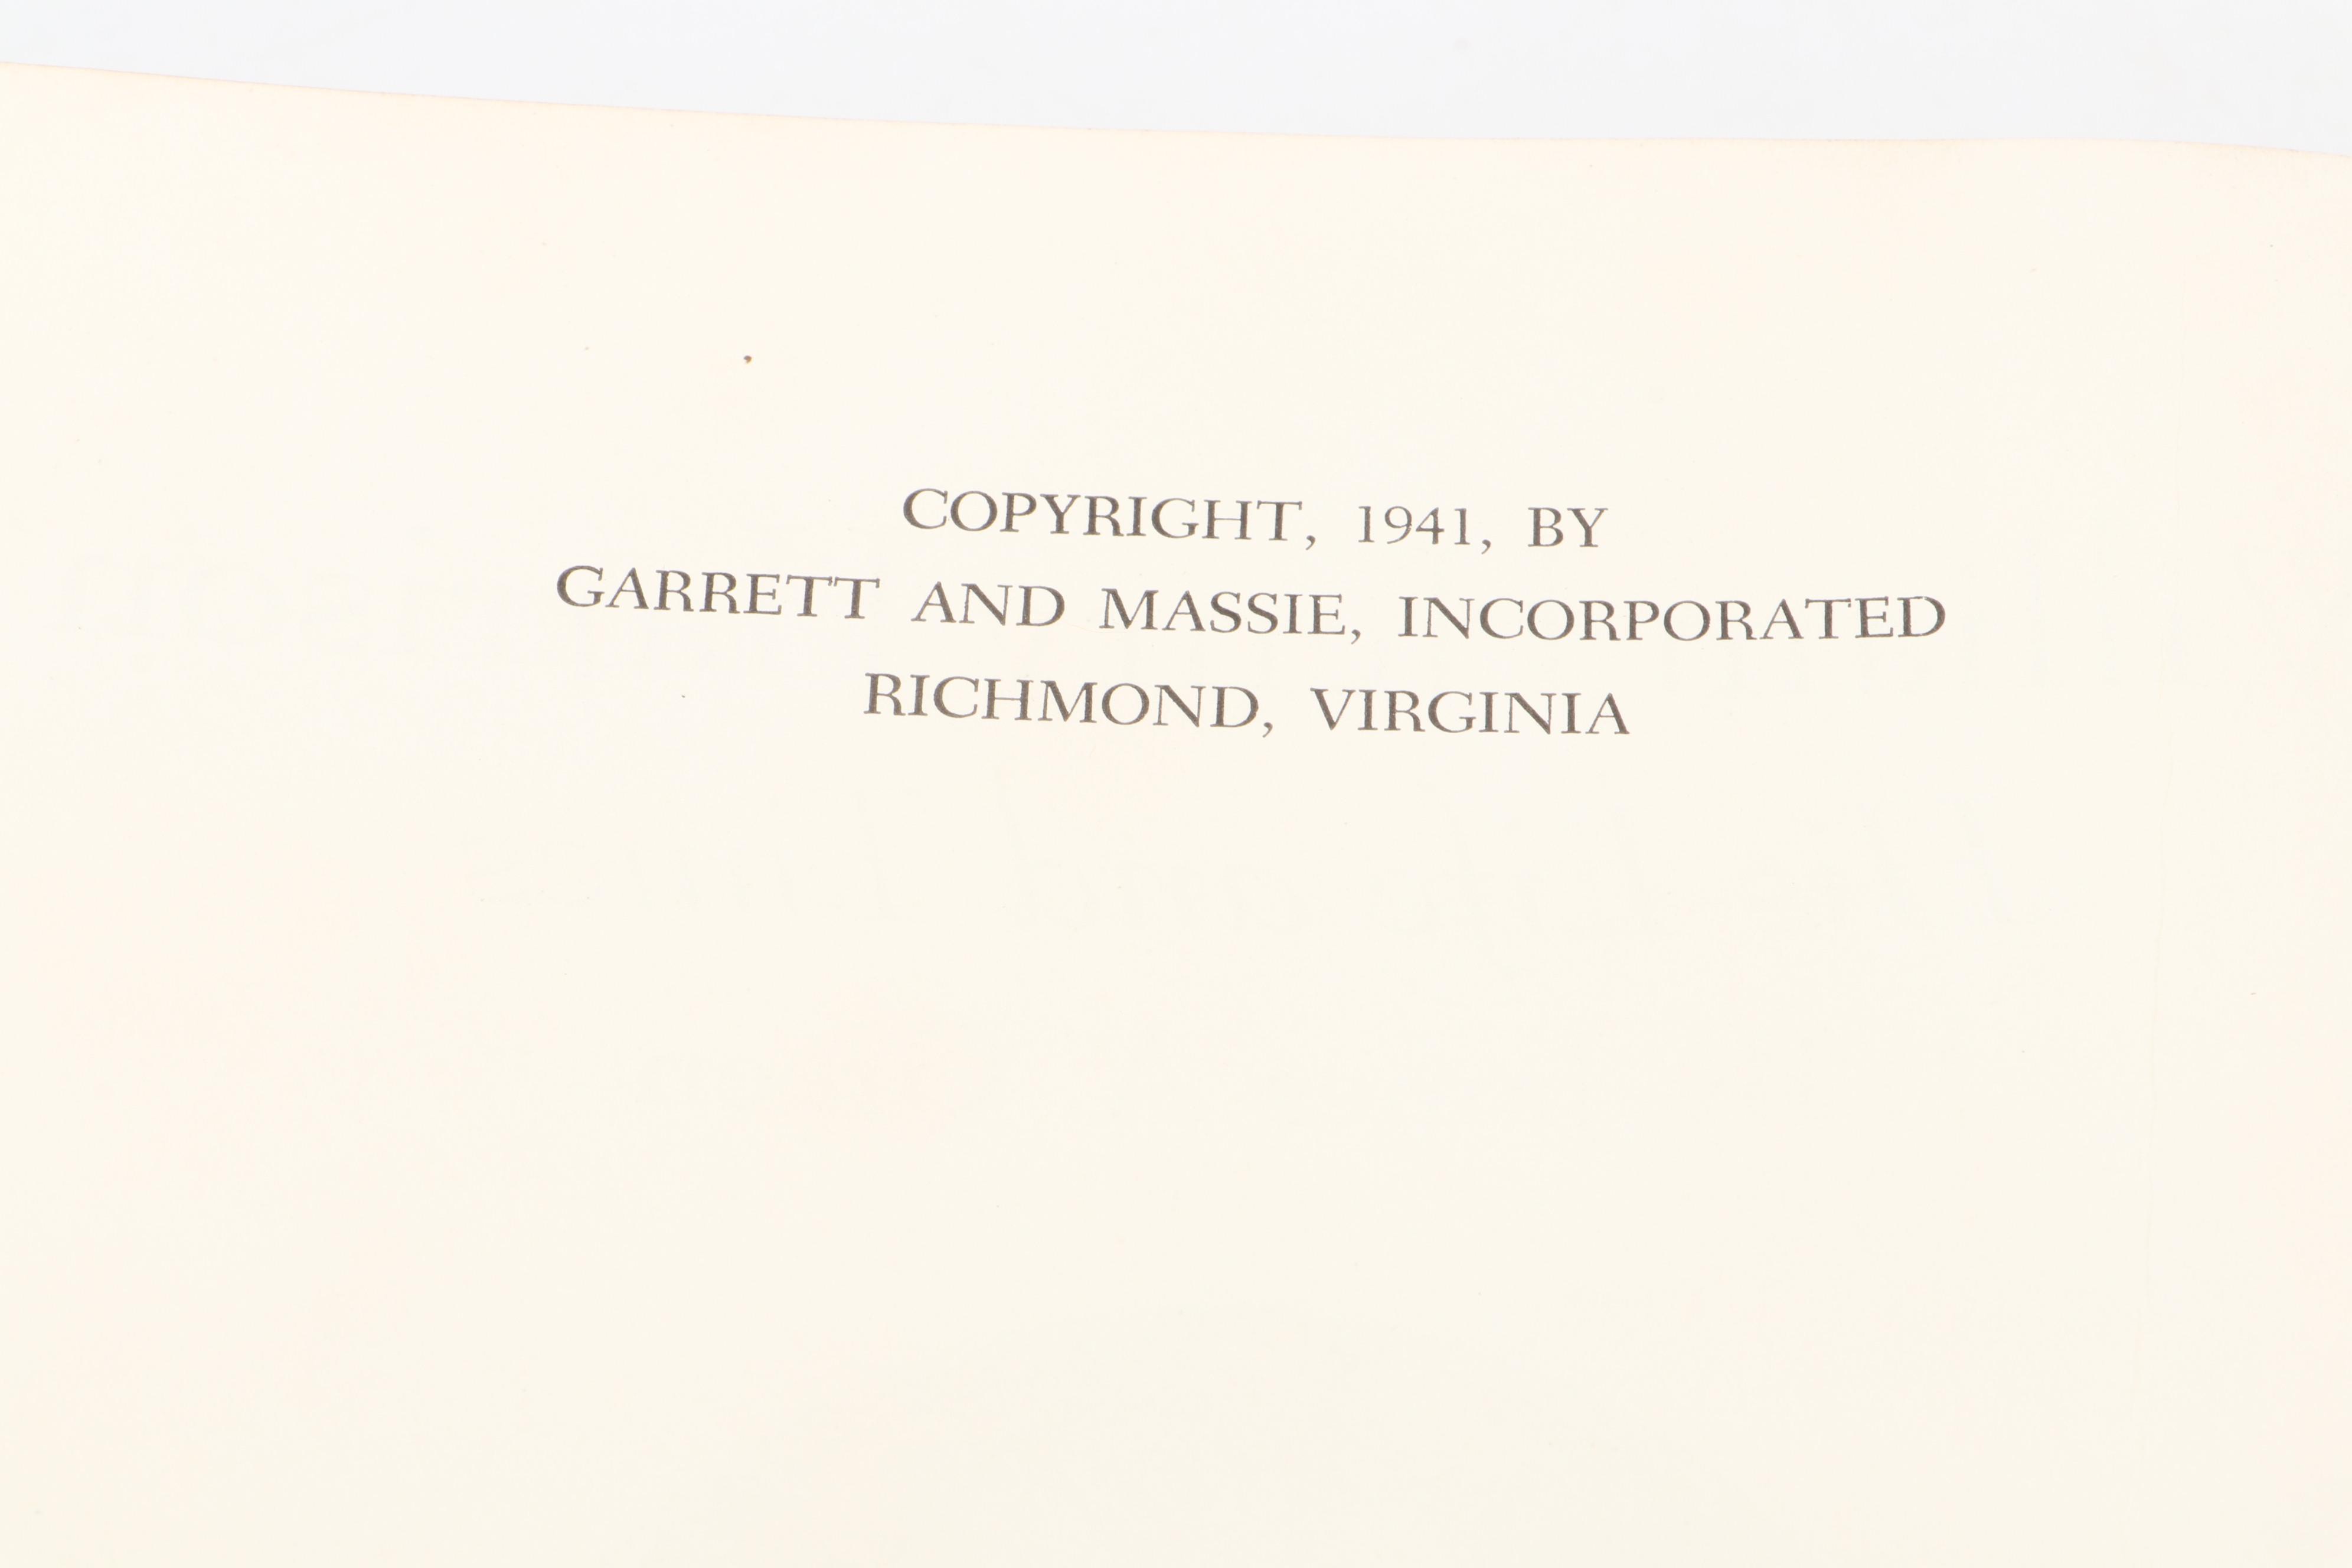 COPYRIGHT, 1941, BY
GARRETT AND MASSIE, INCORPORATED
RICHMOND, VIRGINIA